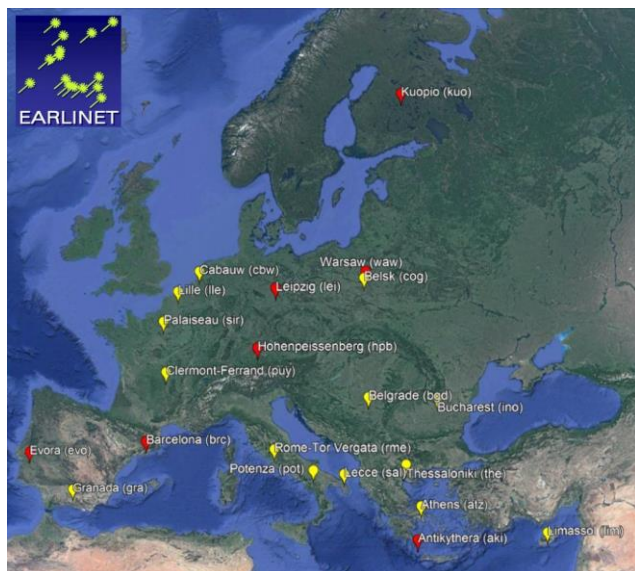 EARLINET
Kuopio (kuo)
Warsaw (waw)
Cabauw (cbw)
Belsk (cog)
Leipzig (lei)
Lille (lle)
Palaiseau (sir)
Hohenpeissenberg (hpb)
Clermont-Ferrand (puy)
Belgrade (bgd)
Bucharest (ino)
Barcelona (brc)
Evora (evo)
Rome-Tor Vergata (rme)
Potenza (pot)
Lecce (sal)
Thessaloniki (the)
Granada (gra)
Athens (atz)
Limassol (lim)
Antikythera (aki)